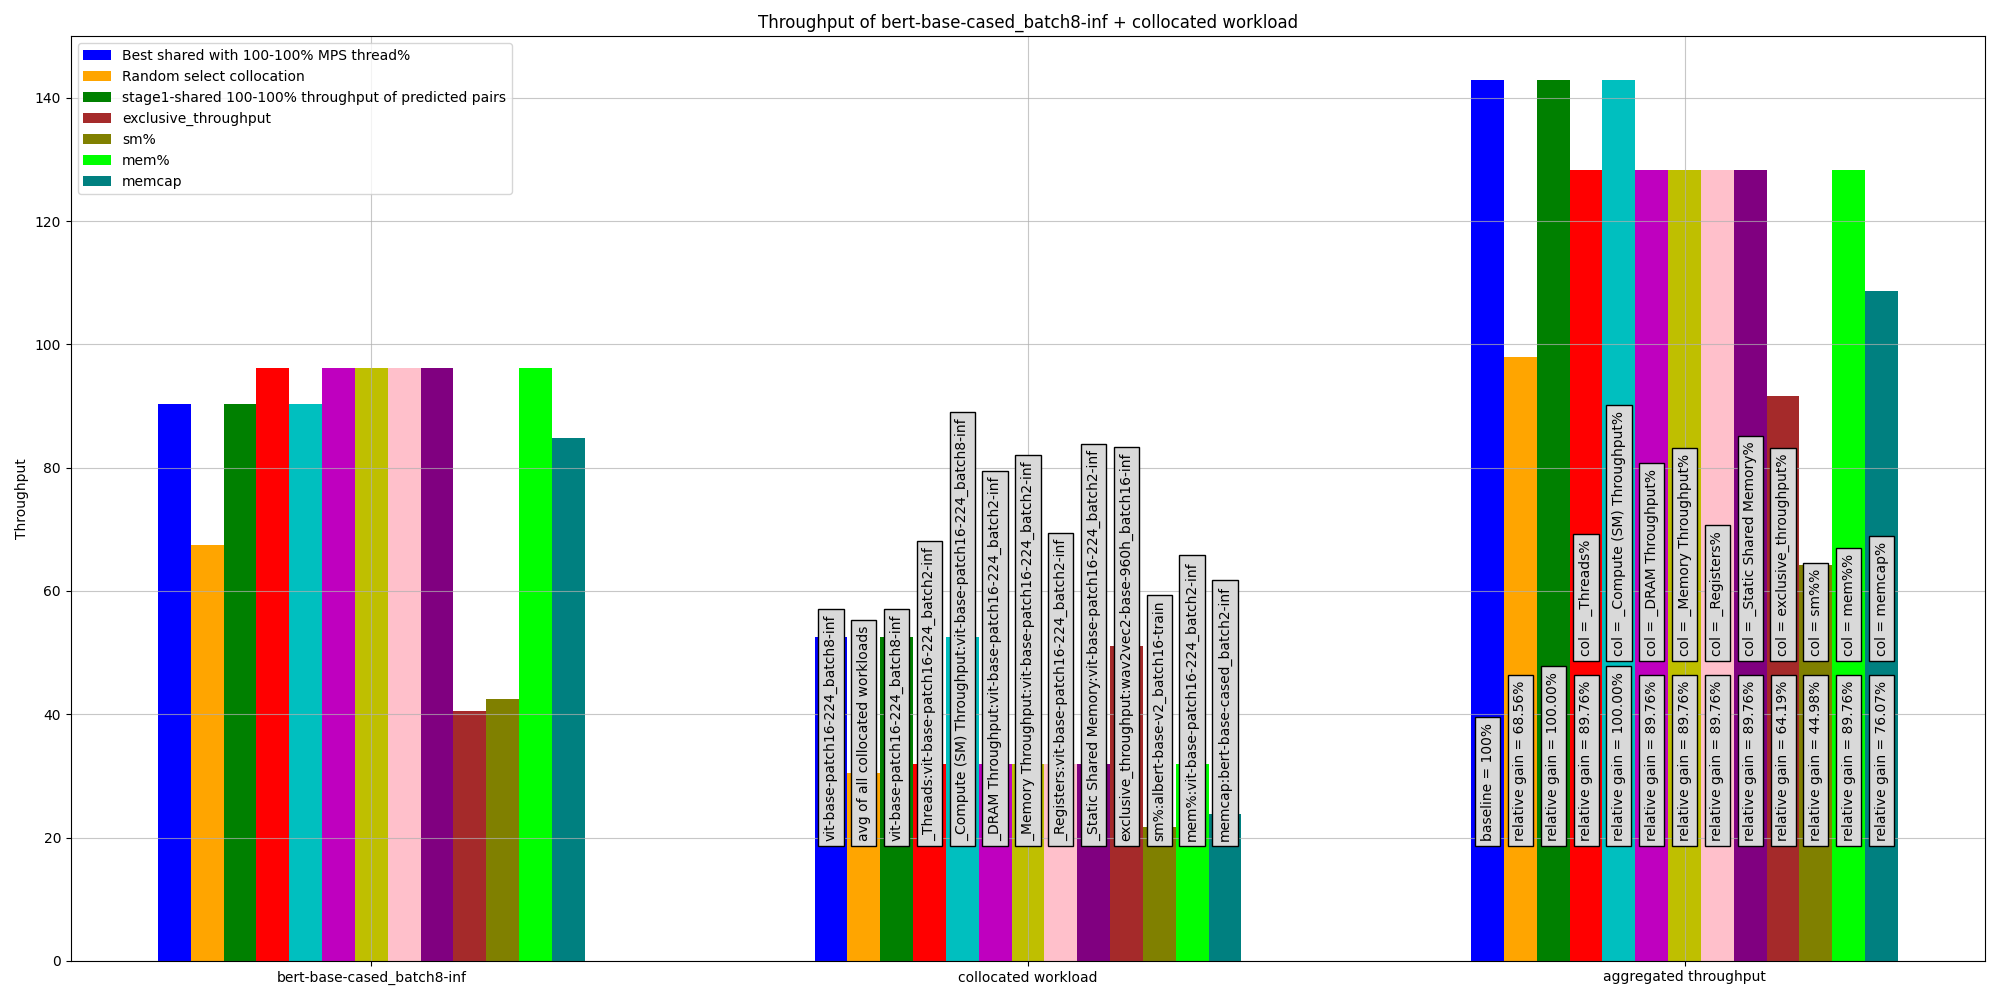 Throughput of bert-base-cased_batch8-inf + collocated workload
Best shared with 100-100% MPS thread%
Random select collocation
stage1-shared 100-100% throughput of predicted pairs
exclusive_throughput
sm%
mem%
memcap
Throughput
140
120
100
80
60
40
20
0
vit-base-patch16-224_batch8-inf
avg of all collocated workloads
vit-base-patch16-224_batch8-inf
_Threads:vit-base-patch16-224_batch2-inf
_Compute (SM) Throughput:vit-base-patch16-224_batch8-inf
_DRAM Throughput:vit-base-patch16-224_batch2-inf
_Memory Throughput:vit-base-patch16-224_batch2-inf
_Registers:vit-base-patch16-224_batch2-inf
_Static Shared Memory:vit-base-patch16-224_batch2-inf
exclusive_throughput:wav2vec2-base-960h_batch16-inf
sm%:albert-base-v2_batch16-train
mem%:vit-base-patch16-224_batch2-inf
memcap:bert-base-cased_batch2-inf
col = _Threads%
col = _Compute (SM) Throughput%
col = _DRAM Throughput%
col = _Memory Throughput%
col = _Registers%
col = _Static Shared Memory%
col = exclusive_throughput%
col = sm%%
col = mem%%
col = memcap%
baseline = 100%
relative gain = 68.56%
relative gain = 100.00%
relative gain = 89.76%
relative gain = 100.00%
relative gain = 89.76%
relative gain = 89.76%
relative gain = 89.76%
relative gain = 89.76%
relative gain = 64.19%
relative gain = 44.98%
relative gain = 89.76%
relative gain = 76.07%
bert-base-cased_batch8-inf
collocated workload
aggregated throughput